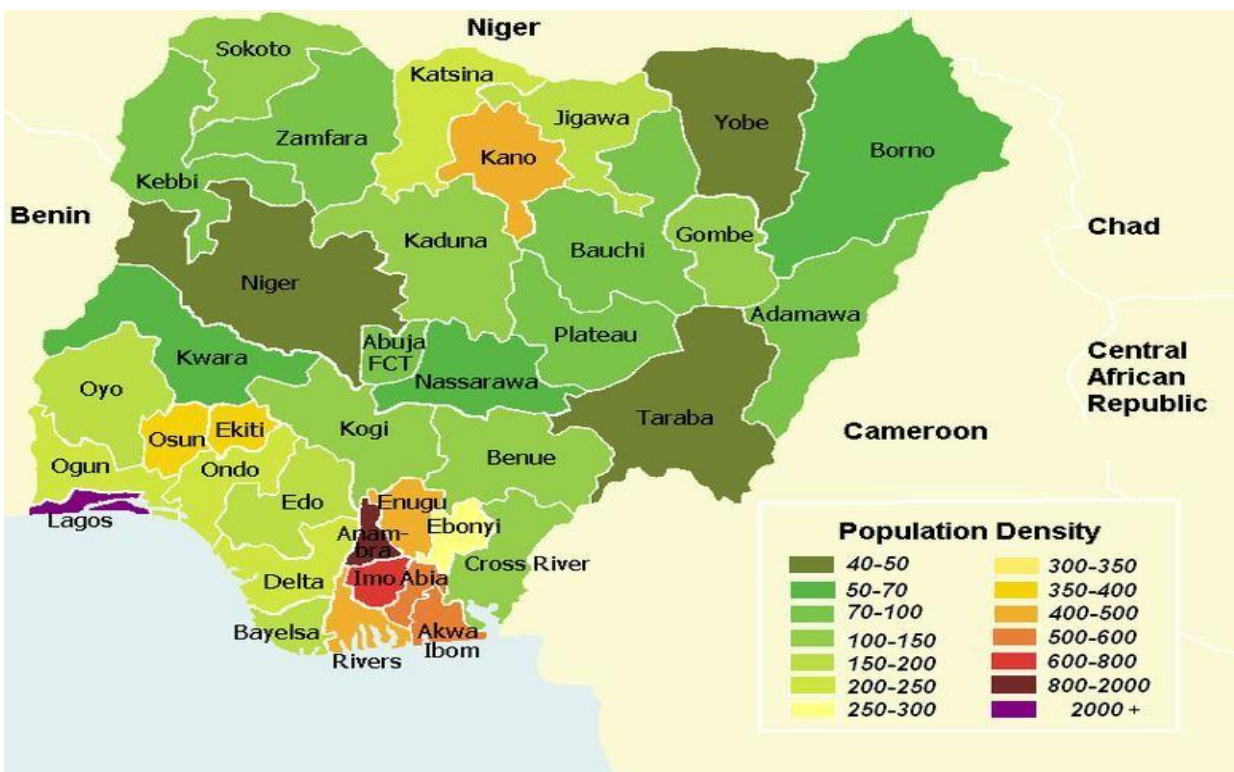 Niger
Sokoto
Katsina
Jigawa
Yobe
Borno
Zamfara
Kano
Kebbi
Benin
Kaduna
Bauchi
Gombe
Chad
Niger
Adamawa
Plateau
Abuja
FCT
Kwara
Nassarawa
Central
African
Republic
Oyo
Taraba
Cameroon
Osun
Ekiti
Kogi
Benue
Ogun
Ondo
Edo
Enugu
Lagos
Anam-
bra
Ebonyi
Cross River
Delta
Imo
Abia
Bayelsa
Akwa
Ibom
Rivers
Population Density
40-50
50-70
70-100
100-150
150-200
200-250
250-300
300-350
350-400
400-500
500-600
600-800
800-2000
2000 +